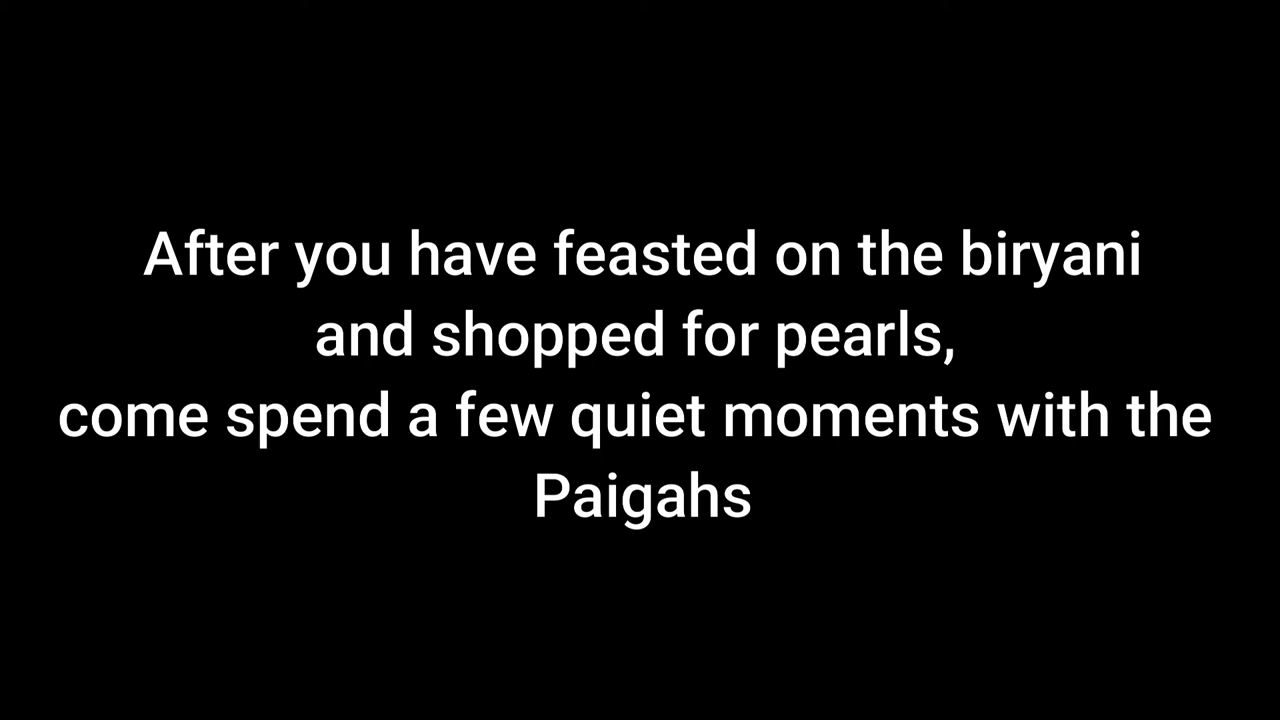 After you have feasted on the biryani
and shopped for pearls,
come spend a few quiet moments with the
Paigahs